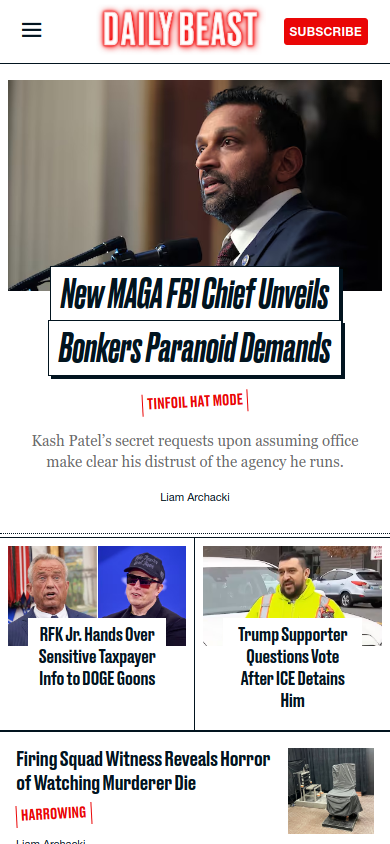 DAILY BEAST
SUBSCRIBE
New MAGA FBI Chief Unveils
Bonkers Paranoid Demands
TINFOIL HAT MODE
Kash Patel’s secret requests upon assuming office
make clear his distrust of the agency he runs.
Liam Archacki
RFK Jr. Hands Over
Sensitive Taxpayer
Info to DOGE Goons
Trump Supporter
Questions Vote
After ICE Detains
Him
Firing Squad Witness Reveals Horror
of Watching Murderer Die
HARROWING
Liam Archacki